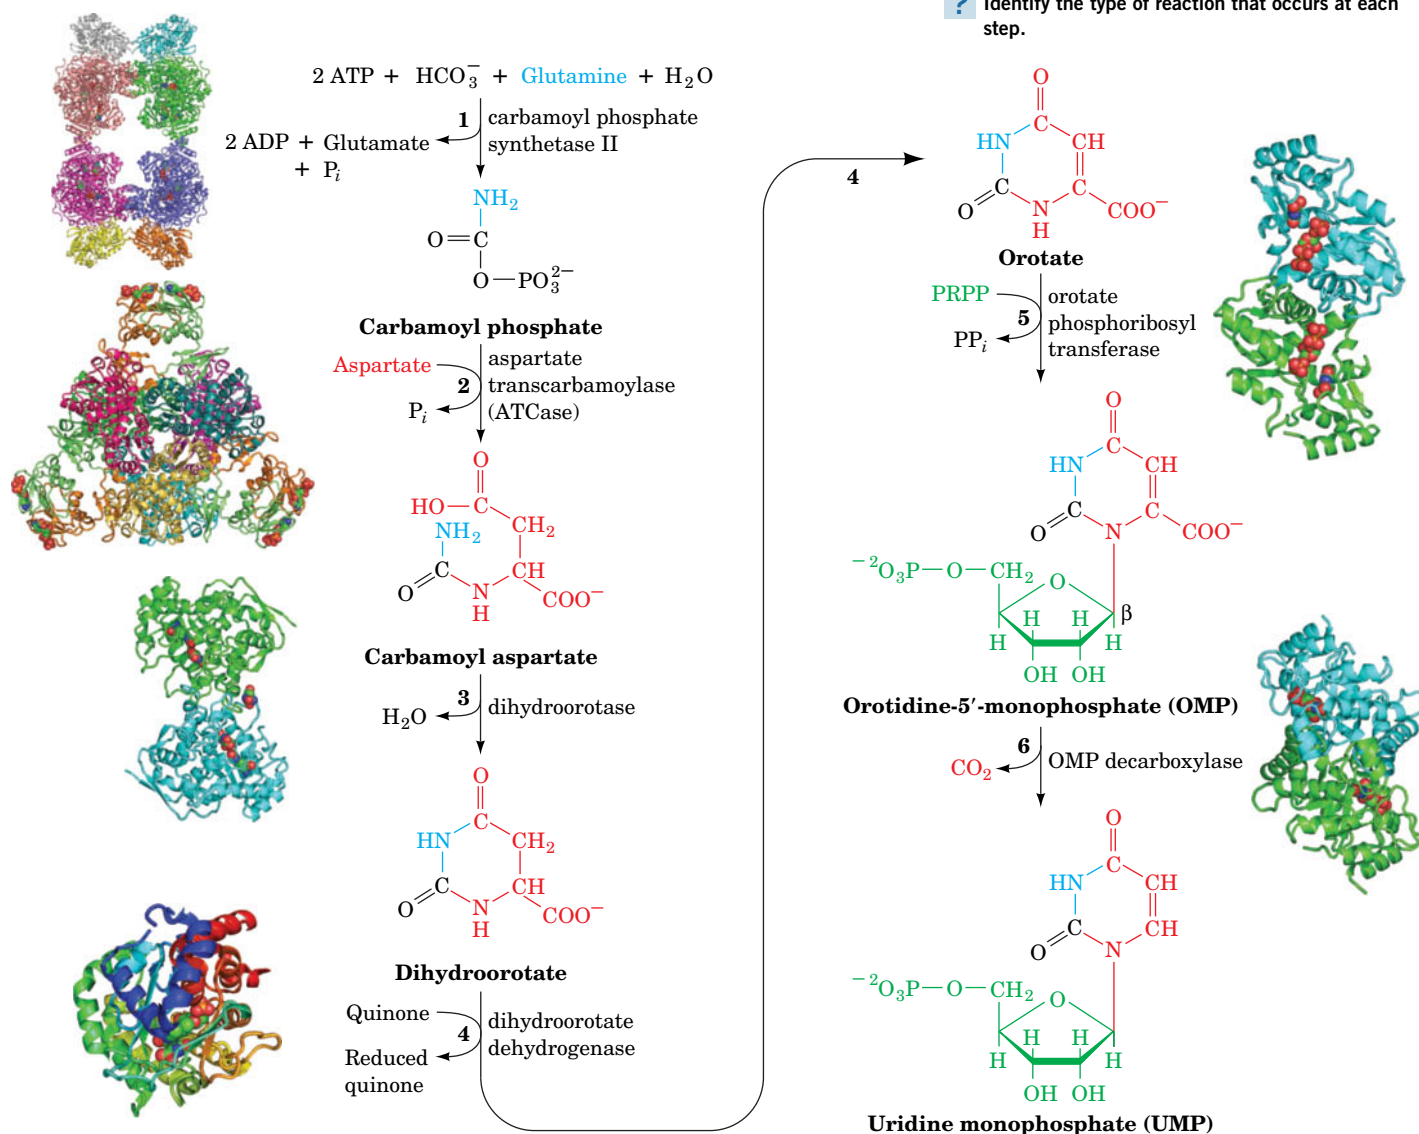 ? Identify the type of reaction that occurs at each
step.
2 ATP + HCO₃⁻ + Glutamine + H₂O
1 carbamoyl phosphate
synthetase II
2 ADP + Glutamate
+ Pᵢ
NH₂
O=C
O—PO₃²⁻
Carbamoyl phosphate
Aspartate
2
Pᵢ
aspartate
transcarbamoylase
(ATCase)
O
HO—C
NH₂ CH₂
C CH
O N COO⁻
H
Carbamoyl aspartate
3 dihydroorotase
H₂O
O
C
HN CH₂
C CH
O N COO⁻
H
Dihydroorotate
Quinone
4
Reduced
quinone
dihydroorotate
dehydrogenase
4
O
C
HN CH
C C
O N COO⁻
H
Orotate
PRPP
5
PPᵢ
orotate
phosphoribosyl
transferase
O
C
HN CH
C C
O N COO⁻
⁻²O₃P—O—CH₂ O
H H β
H H
OH OH
Orotidine-5′-monophosphate (OMP)
6
CO₂
OMP decarboxylase
O
C
HN CH
C CH
O N
⁻²O₃P—O—CH₂ O
H H
H H
OH OH
Uridine monophosphate (UMP)